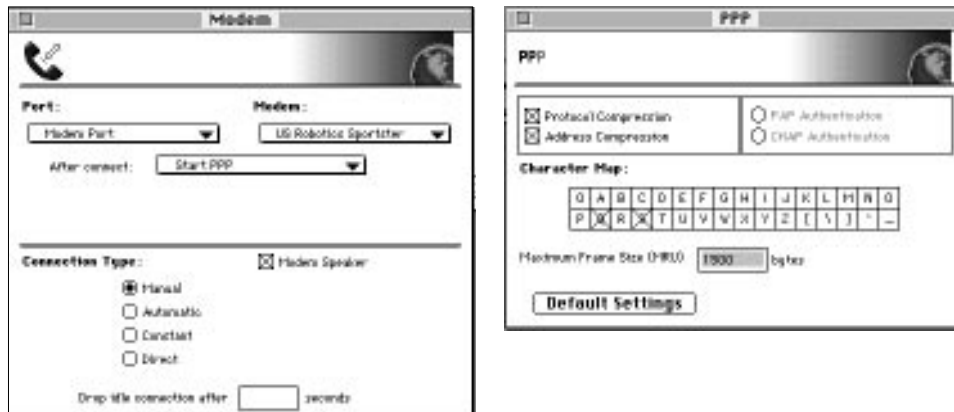 Modem
Port:
Modem:
Modem Port
US Robotics Sportster
After connect:
Start PPP
Connection Type:
Modem Speaker
Manual
Automatic
Constant
Direct
Drop idle connection after
seconds
PPP
PPP
Protocol Compression
Address Compression
PAP Authentication
CHAP Authentication
Character Map:
A B C D E F G H I J K L M N O
P Q R S T U V W X Y Z [ \ ] ^ _
Maximum Frame Size (MRU)
1500
bytes
Default Settings